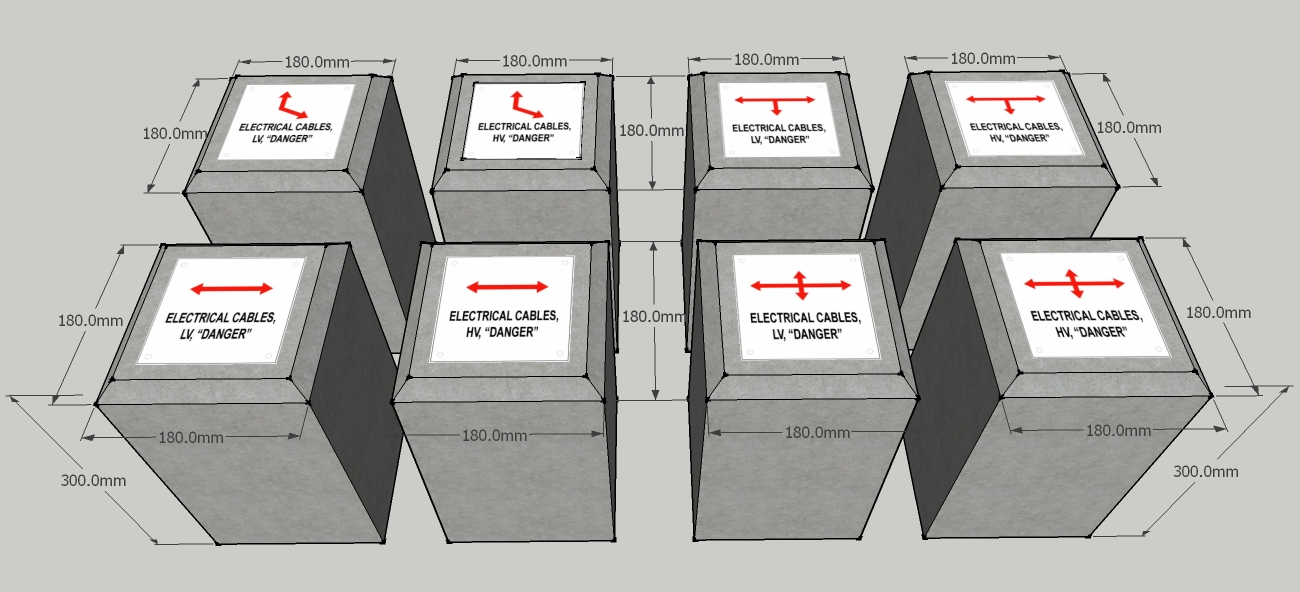 180.0mm
180.0mm
180.0mm
180.0mm
180.0mm
180.0mm
180.0mm
ELECTRICAL CABLES,
LV, “DANGER”
ELECTRICAL CABLES,
HV, “DANGER”
ELECTRICAL CABLES,
LV, “DANGER”
ELECTRICAL CABLES,
HV, “DANGER”
180.0mm
180.0mm
180.0mm
ELECTRICAL CABLES,
LV, “DANGER”
ELECTRICAL CABLES,
HV, “DANGER”
ELECTRICAL CABLES,
LV, “DANGER”
ELECTRICAL CABLES,
HV, “DANGER”
180.0mm
180.0mm
180.0mm
180.0mm
300.0mm
300.0mm